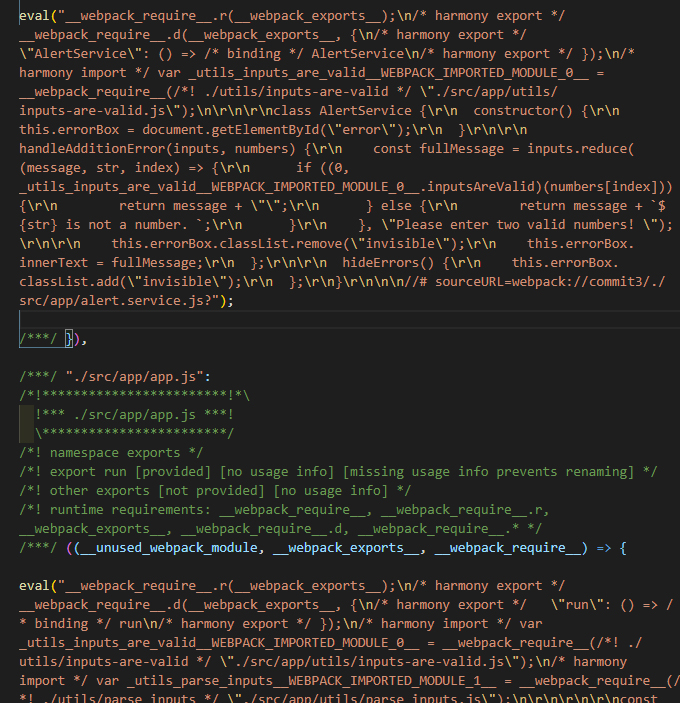 eval("__webpack_require__.r(__webpack_exports__);\n/* harmony export */
__webpack_require__.d(__webpack_exports__, {\n/* harmony export */
\"AlertService\": () => /* binding */ AlertService\n/* harmony export */ });\n/*
harmony import */ var _utils_inputs_are_valid__WEBPACK_IMPORTED_MODULE_0__ =
__webpack_require__(/*! ./utils/inputs-are-valid */ \"./src/app/utils/
inputs-are-valid.js\");\n\r\n\r\nclass AlertService {\r\n  constructor() {\r\n
this.errorBox = document.getElementById(\"error\");\r\n  }\r\n\r\n
handleAdditionError(inputs, numbers) {\r\n    const fullMessage = inputs.reduce(
(message, str, index) => {\r\n      if ((0,
_utils_inputs_are_valid__WEBPACK_IMPORTED_MODULE_0__.inputsAreValid)(numbers[index]))
{\r\n        return message + \"\";\r\n      } else {\r\n        return message + `$
{str} is not a number. `;\r\n      }\r\n    }, \"Please enter two valid numbers! \");
\r\n\r\n    this.errorBox.classList.remove(\"invisible\");\r\n    this.errorBox.
innerText = fullMessage;\r\n  };\r\n\r\n  hideErrors() {\r\n    this.errorBox.
classList.add(\"invisible\");\r\n  };\r\n}\r\n\n\n//# sourceURL=webpack://commit3/./
src/app/alert.service.js?");
/***/ }),
/***/ "./src/app/app.js":
/*!************************!*\
!*** ./src/app/app.js ***!
\************************/
/*! namespace exports */
/*! export run [provided] [no usage info] [missing usage info prevents renaming] */
/*! other exports [not provided] [no usage info] */
/*! runtime requirements: __webpack_require__, __webpack_require__.r,
__webpack_exports__, __webpack_require__.d, __webpack_require__.* */
/***/ ((__unused_webpack_module, __webpack_exports__, __webpack_require__) => {
eval("__webpack_require__.r(__webpack_exports__);\n/* harmony export */
__webpack_require__.d(__webpack_exports__, {\n/* harmony export */   \"run\": () => /
* binding */ run\n/* harmony export */ });\n/* harmony import */ var
_utils_inputs_are_valid__WEBPACK_IMPORTED_MODULE_0__ = __webpack_require__(/*! ./
utils/inputs-are-valid */ \"./src/app/utils/inputs-are-valid.js\");\n/* harmony
import */ var _utils_parse_inputs__WEBPACK_IMPORTED_MODULE_1__ = __webpack_require__(/
*! ./utils/parse_inputs */ \"./src/app/utils/parse_inputs.js\");\n\r\n\r\n\r\nconst